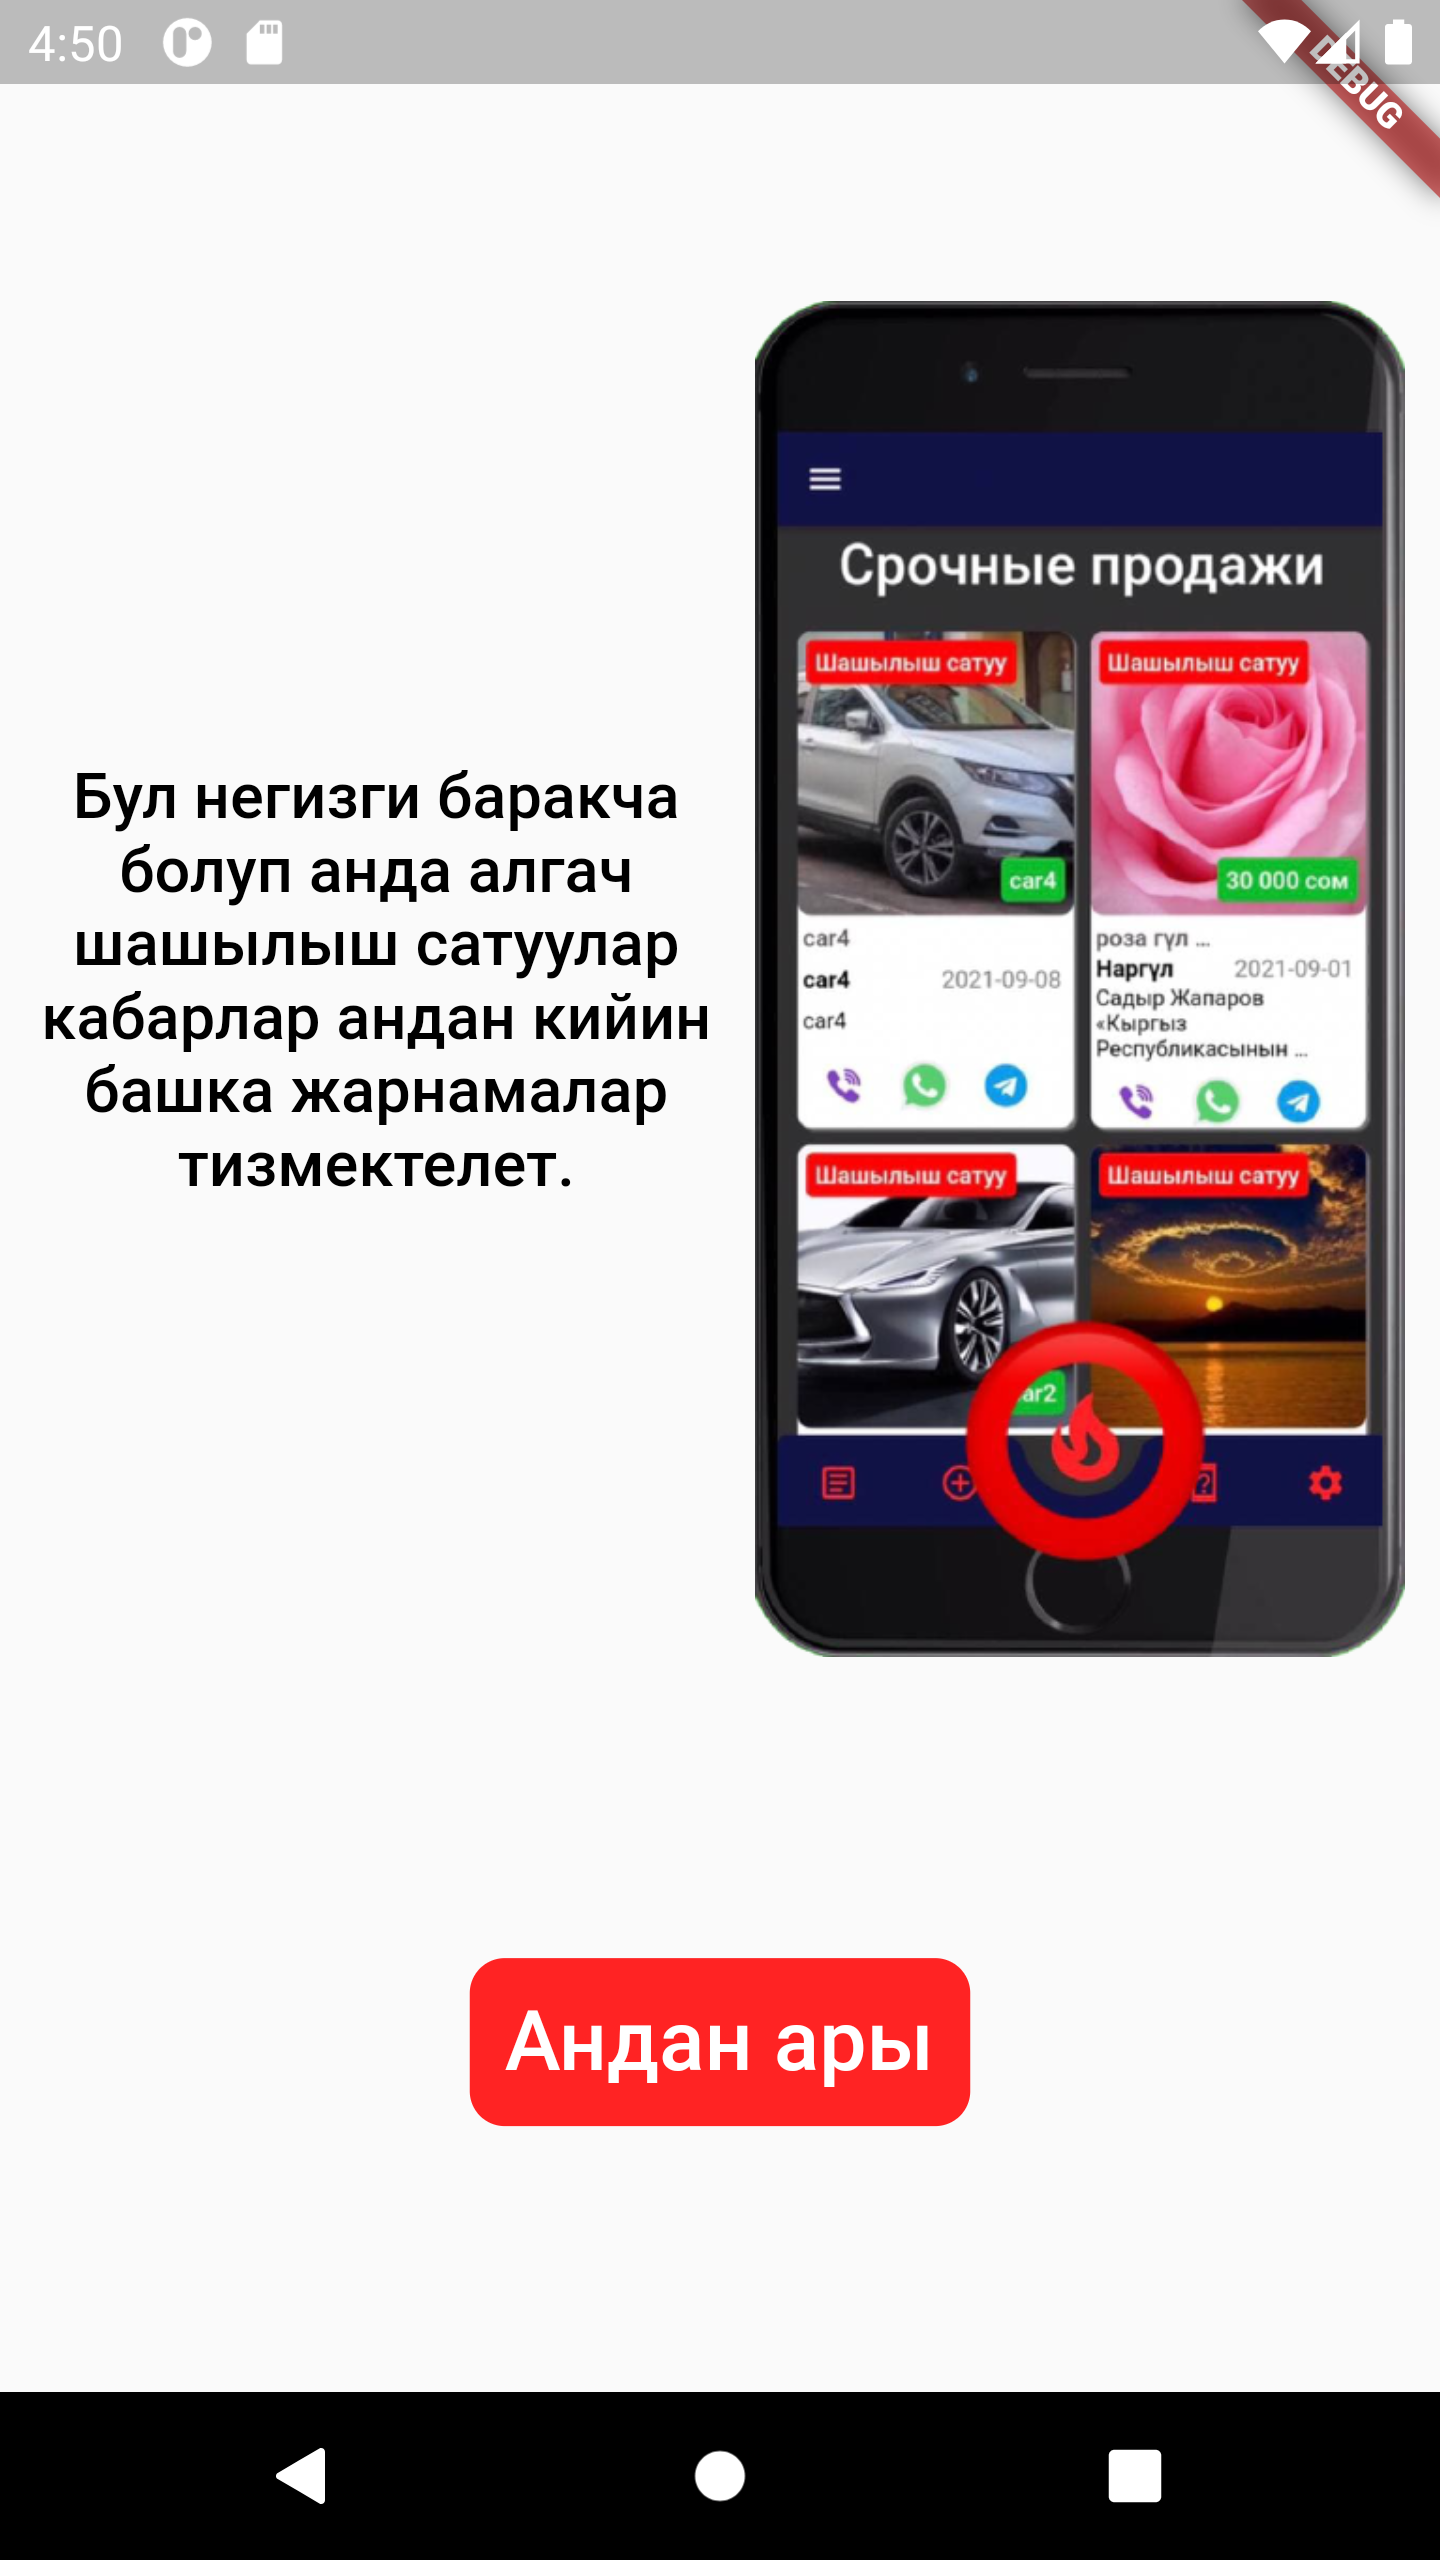 4:50
DEBUG
Бул негизги баракча
болуп анда алгач
шашылыш сатуулар
кабарлар андан кийин
башка жарнамалар
тизмектелет.
Срочные продажи
Шашылыш сатуу
car4
car4
car4
2021-09-08
car4
Шашылыш сатуу
30 000 сом
роза гүл ...
Наргүл
2021-09-01
Садыр Жапаров
«Кыргыз
Республикасынын ...
Шашылыш сатуу
ar2
Шашылыш сатуу
Андан ары